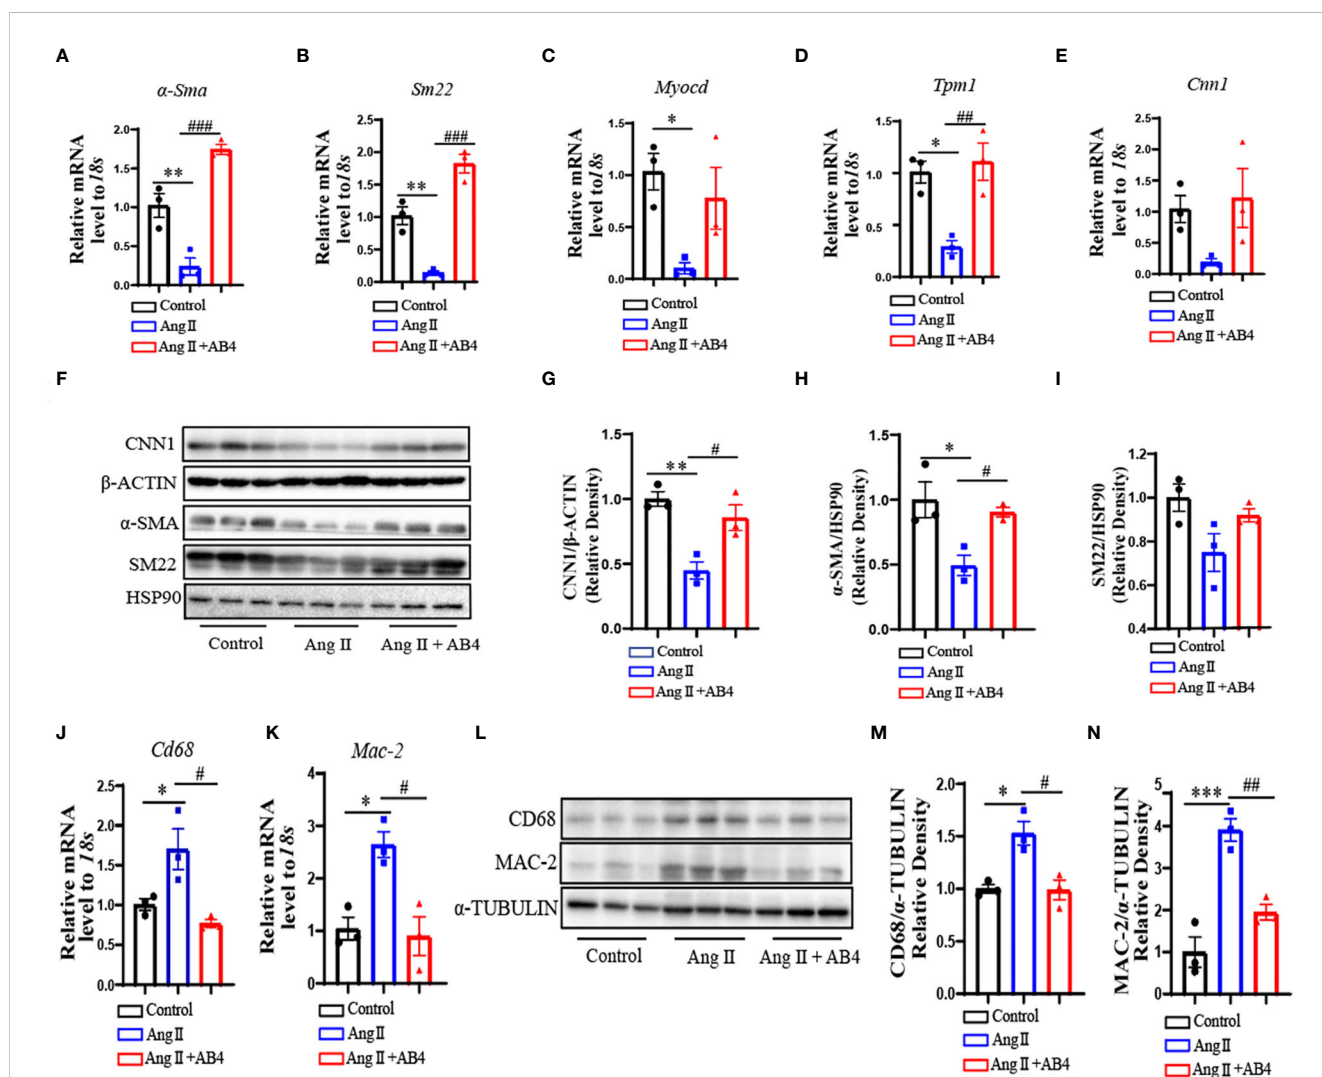 A
B
C
D
E
α-Sma
Sm22
Myocd
Tpm1
Cnn1
Relative mRNA
level to18s
2.0
1.5
1.0
0.5
0.0
**
###
Control
Ang Ⅱ
Ang Ⅱ+AB4
Relative mRNA
level to18s
2.5
2.0
1.5
1.0
0.5
0.0
**
###
Control
Ang Ⅱ
Ang Ⅱ+AB4
Relative mRNA
level to18s
1.5
1.0
0.5
0.0
*
Control
Ang Ⅱ
Ang Ⅱ+AB4
Relative mRNA
level to18s
1.5
1.0
0.5
0.0
*
##
Control
Ang Ⅱ
Ang Ⅱ+AB4
Relative mRNA
level to 18s
2.5
2.0
1.5
1.0
0.5
0.0
Control
Ang Ⅱ
Ang Ⅱ+AB4
F
G
H
I
CNN1
β-ACTIN
α-SMA
SM22
HSP90
Control
Ang II
Ang II + AB4
CNN1/β-ACTIN
(Relative Density)
1.5
1.0
0.5
0.0
**
#
Control
Ang Ⅱ
Ang Ⅱ+AB4
α-SMA/HSP90
(Relative Density)
1.5
1.0
0.5
0.0
*
#
Control
Ang Ⅱ
Ang Ⅱ+AB4
SM22/HSP90
(Relative Density)
1.2
1.0
0.8
0.6
0.4
Control
Ang Ⅱ
Ang Ⅱ+AB4
J
K
L
M
N
Cd68
Mac-2
Relative mRNA
level to 18s
2.5
2.0
1.5
1.0
0.5
0.0
*
#
Control
Ang Ⅱ
Ang Ⅱ+AB4
Relative mRNA
level to18s
4
3
2
1
0
*
#
Control
Ang Ⅱ
Ang Ⅱ+AB4
CD68
MAC-2
α-TUBULIN
Control
Ang II
Ang II + AB4
CD68/α-TUBULIN
Relative Density
2.0
1.5
1.0
0.5
0.0
*
#
Control
Ang Ⅱ
Ang Ⅱ+AB4
MAC-2/α-TUBULIN
Relative Density
5
4
3
2
1
0
***
##
Control
Ang Ⅱ
Ang Ⅱ+AB4